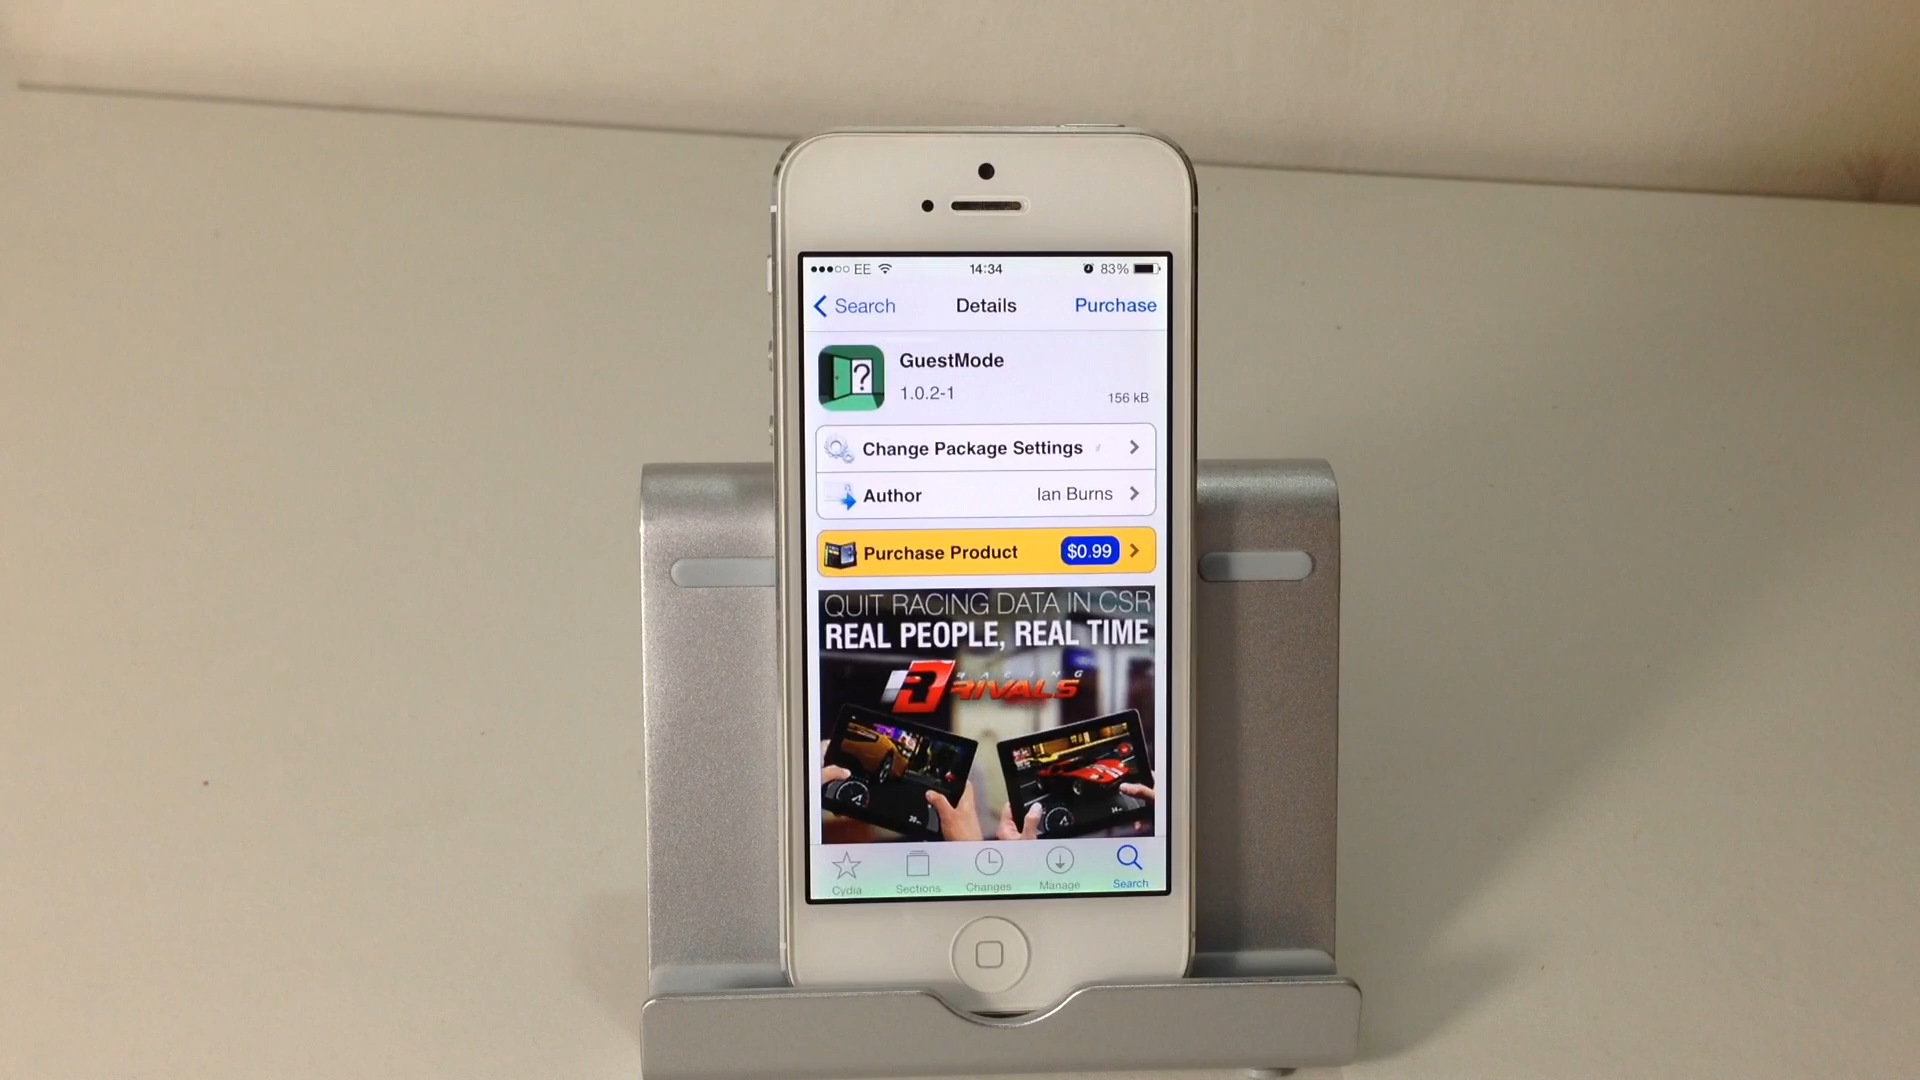 EE 14:34 83%
Search Details Purchase
GuestMode
1.0.2-1 156 kB
Change Package Settings
Author Ian Burns
Purchase Product $0.99
QUIT RACING DATA IN CSR
REAL PEOPLE, REAL TIME
RACING
RIVALS
Cydia Sections Changes Manage Search